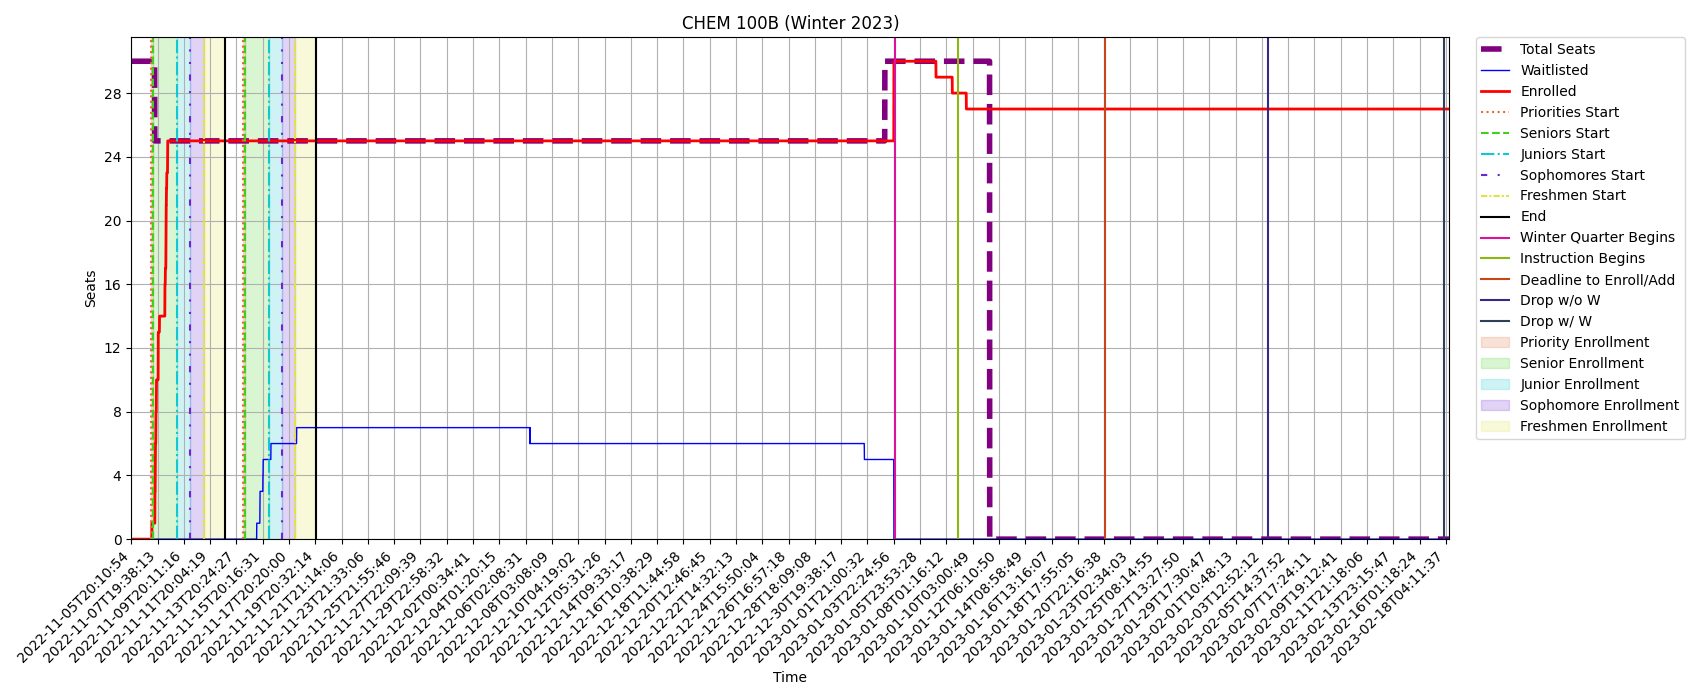 CHEM 100B (Winter 2023)
Seats
28
24
20
16
12
8
4
0
2022-11-05T20:10:54
2022-11-07T19:38:13
2022-11-09T20:11:16
2022-11-11T20:04:19
2022-11-13T20:24:27
2022-11-15T20:16:31
2022-11-17T20:20:00
2022-11-19T20:32:14
2022-11-21T21:14:06
2022-11-23T21:33:06
2022-11-25T21:55:46
2022-11-27T22:09:39
2022-11-29T22:58:32
2022-12-02T00:34:41
2022-12-04T01:20:15
2022-12-06T02:08:31
2022-12-08T03:08:09
2022-12-10T04:19:02
2022-12-12T05:31:26
2022-12-14T09:33:17
2022-12-16T10:38:29
2022-12-18T11:44:58
2022-12-20T12:46:45
2022-12-22T14:32:13
2022-12-24T15:50:04
2022-12-26T16:57:18
2022-12-28T18:09:08
2022-12-30T19:38:17
2023-01-01T21:00:32
2023-01-03T22:24:56
2023-01-05T23:53:28
2023-01-08T01:16:12
2023-01-10T03:00:49
2023-01-12T06:10:50
2023-01-14T08:58:49
2023-01-16T13:16:07
2023-01-18T17:55:05
2023-01-20T22:16:38
2023-01-23T02:34:03
2023-01-25T08:14:55
2023-01-27T13:27:50
2023-01-29T17:30:47
2023-02-01T10:48:13
2023-02-03T12:52:12
2023-02-05T14:37:52
2023-02-07T17:24:11
2023-02-09T19:12:41
2023-02-11T21:18:06
2023-02-13T23:15:47
2023-02-16T01:18:24
2023-02-18T04:11:37
Time
Total Seats
Waitlisted
Enrolled
Priorities Start
Seniors Start
Juniors Start
Sophomores Start
Freshmen Start
End
Winter Quarter Begins
Instruction Begins
Deadline to Enroll/Add
Drop w/o W
Drop w/ W
Priority Enrollment
Senior Enrollment
Junior Enrollment
Sophomore Enrollment
Freshmen Enrollment